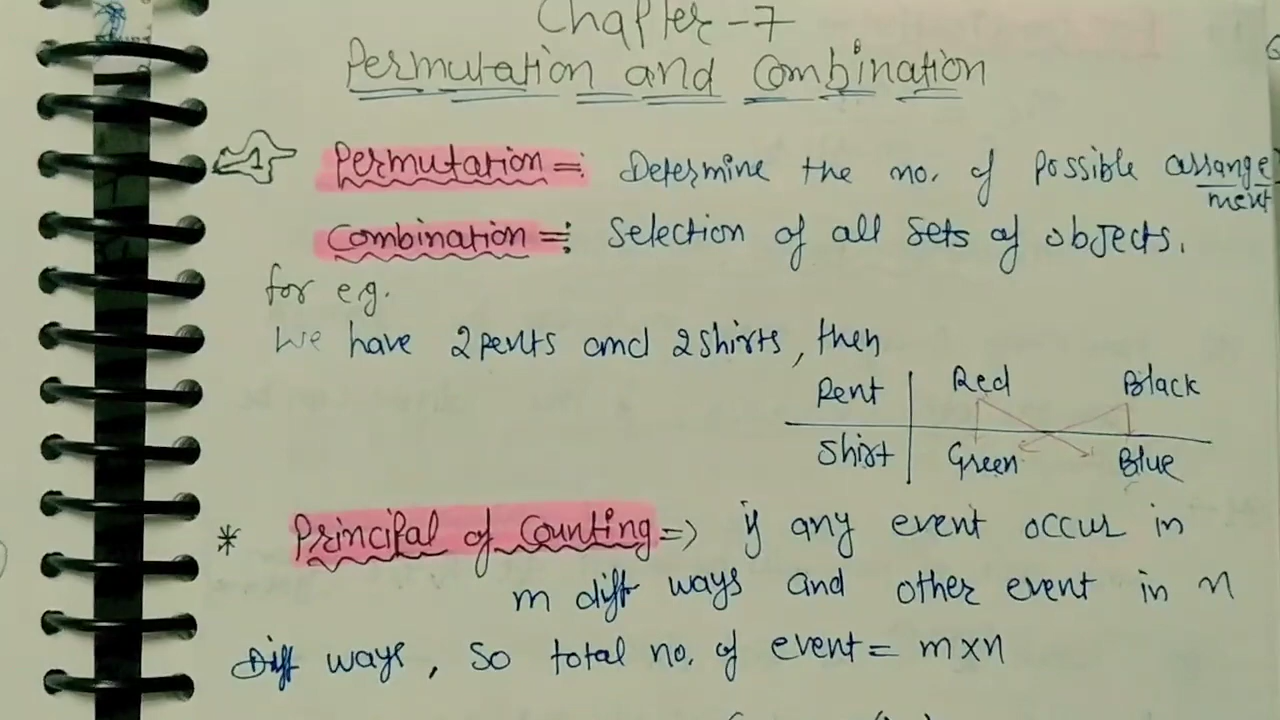 Chapter -7
Permutation and Combination
1 Permutation =: Determine the no. of possible arrange
ment
Combination =: Selection of all sets of objects.
for e.g.
We have 2 pents and 2 shirts, then
Pent Red Black
Shirt Green Blue
* Principal of Counting => if any event occur in
m diff ways and other event in n
Diff ways, So total no. of event = m x n